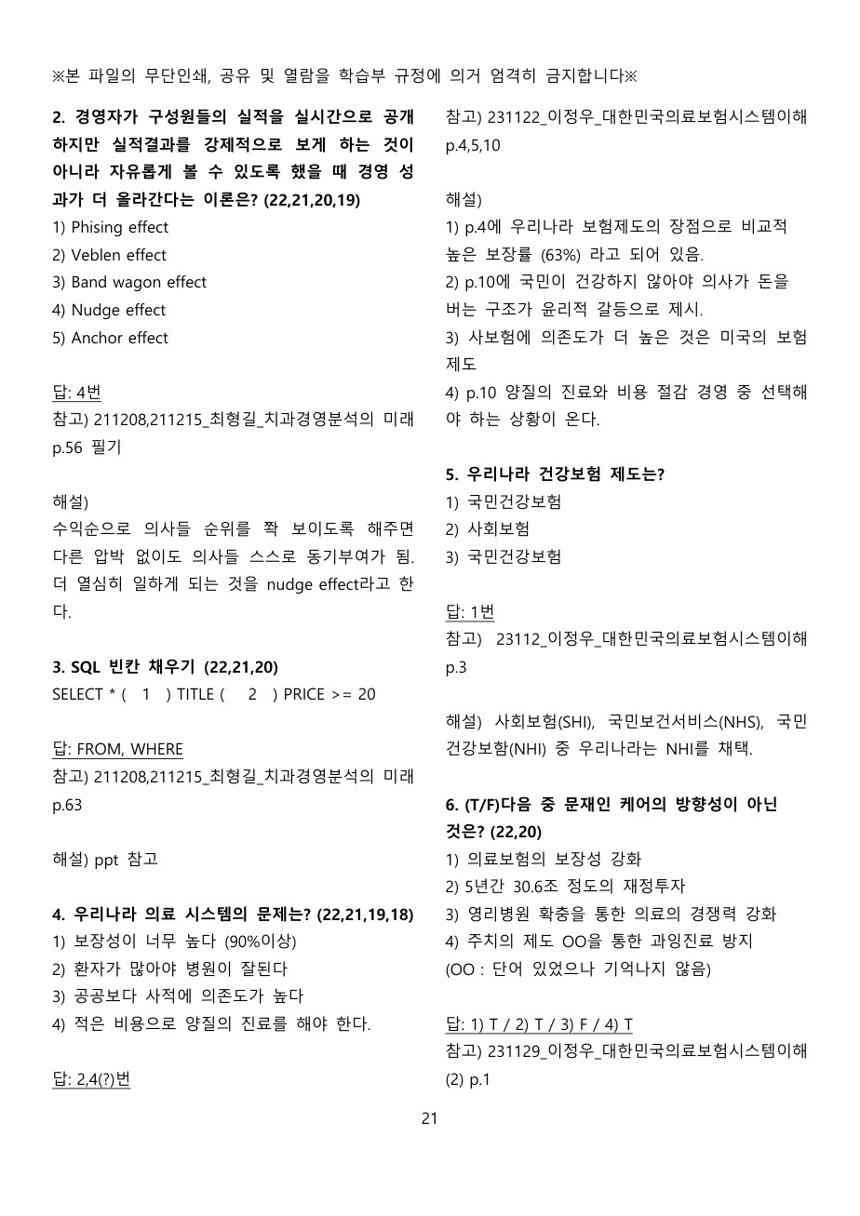 ※본 파일의 무단인쇄, 공유 및 열람을 학습부 규정에 의거 엄격히 금지합니다※
2. 경영자가 구성원들의 실적을 실시간으로 공개
하지만 실적결과를 강제적으로 보게 하는 것이
아니라 자유롭게 볼 수 있도록 했을 때 경영 성
과가 더 올라간다는 이론은? (22,21,20,19)
1) Phising effect
2) Veblen effect
3) Band wagon effect
4) Nudge effect
5) Anchor effect
답: 4번
참고) 211208,211215_최형길_치과경영분석의 미래
p.56 필기
해설)
수익순으로 의사들 순위를 쫙 보이도록 해주면
다른 압박 없이도 의사들 스스로 동기부여가 됨.
더 열심히 일하게 되는 것을 nudge effect라고 한
다.
3. SQL 빈칸 채우기 (22,21,20)
SELECT * ( 1 ) TITLE ( 2 ) PRICE >= 20
답: FROM, WHERE
참고) 211208,211215_최형길_치과경영분석의 미래
p.63
해설) ppt 참고
4. 우리나라 의료 시스템의 문제는? (22,21,19,18)
1) 보장성이 너무 높다 (90%이상)
2) 환자가 많아야 병원이 잘된다
3) 공공보다 사적에 의존도가 높다
4) 적은 비용으로 양질의 진료를 해야 한다.
답: 2,4(?)번
참고) 231122_이정우_대한민국의료보험시스템이해
p.4,5,10
해설)
1) p.4에 우리나라 보험제도의 장점으로 비교적
높은 보장률 (63%) 라고 되어 있음.
2) p.10에 국민이 건강하지 않아야 의사가 돈을
버는 구조가 윤리적 갈등으로 제시.
3) 사보험에 의존도가 더 높은 것은 미국의 보험
제도
4) p.10 양질의 진료와 비용 절감 경영 중 선택해
야 하는 상황이 온다.
5. 우리나라 건강보험 제도는?
1) 국민건강보험
2) 사회보험
3) 국민건강보험
답: 1번
참고) 23112_이정우_대한민국의료보험시스템이해
p.3
해설) 사회보험(SHI), 국민보건서비스(NHS), 국민
건강보함(NHI) 중 우리나라는 NHI를 채택.
6. (T/F)다음 중 문재인 케어의 방향성이 아닌
것은? (22,20)
1) 의료보험의 보장성 강화
2) 5년간 30.6조 정도의 재정투자
3) 영리병원 확충을 통한 의료의 경쟁력 강화
4) 주치의 제도 OO을 통한 과잉진료 방지
(OO : 단어 있었으나 기억나지 않음)
답: 1) T / 2) T / 3) F / 4) T
참고) 231129_이정우_대한민국의료보험시스템이해
(2) p.1
21